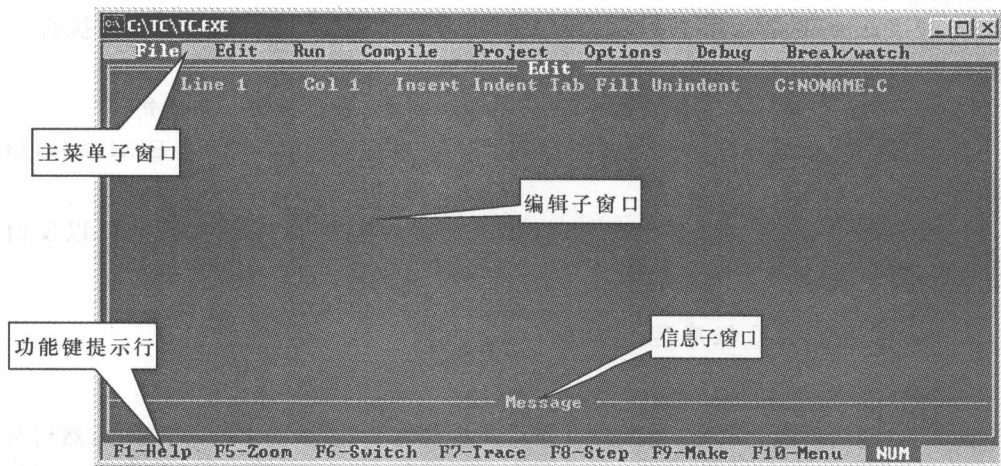 C:\TC\TC.EXE
File Edit Run Compile Project Options Debug Break/watch
Edit
Line 1 Col 1 Insert Indent Tab Fill Unindent C:NONAME.C
主菜单子窗口
编辑子窗口
功能键提示行
信息子窗口
Message
F1-Help F5-Zoom F6-Switch F7-Trace F8-Step F9-Make F10-Menu NUM